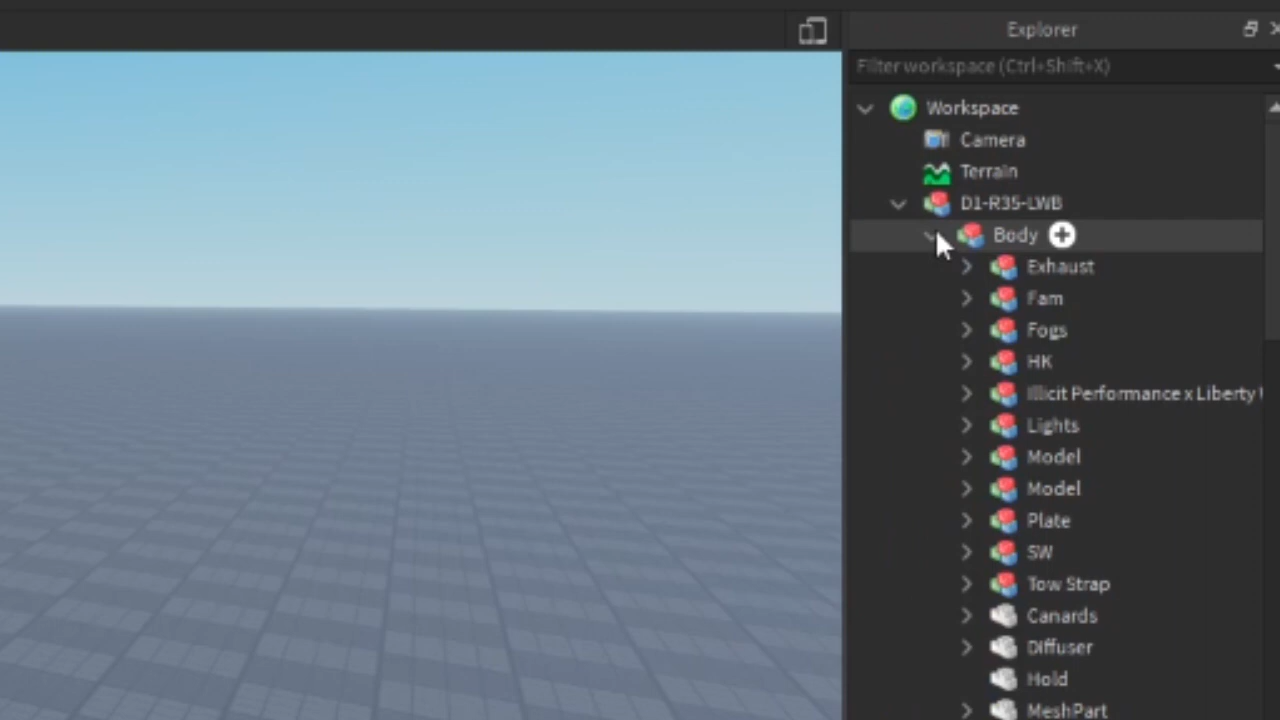 Explorer
Filter workspace (Ctrl+Shift+X)
Workspace
Camera
Terrain
D1-R35-LWB
Body
Exhaust
Fam
Fogs
HK
Illicit Performance x Liberty
Lights
Model
Model
Plate
SW
Tow Strap
Canards
Diffuser
Hold
MeshPart